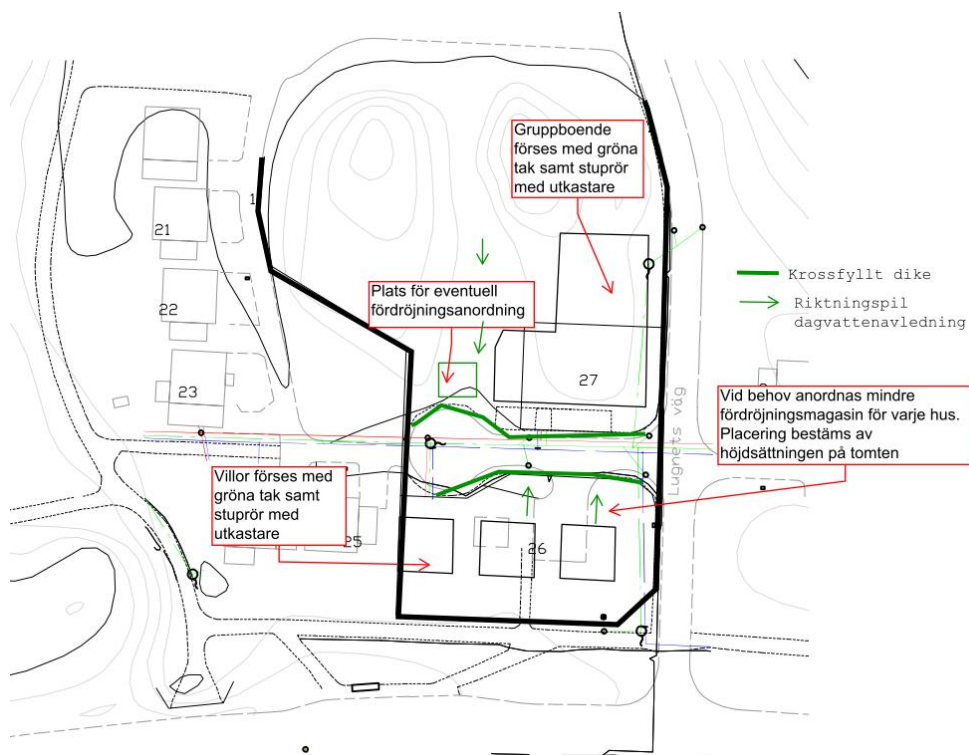 Gruppboende
förses med gröna
tak samt stuprör
med utkastare
1
21
22
23
Plats för eventuell
fördröjningsanordning
Krossfyllt dike
Riktningspil
dagvattenavledning
27
Vid behov anordnas mindre
fördröjningsmagasin för varje hus.
Placering bestäms av
höjdsättningen på tomten
Lugnets väg
Villor förses med
gröna tak samt
stuprör med
utkastare
25
26